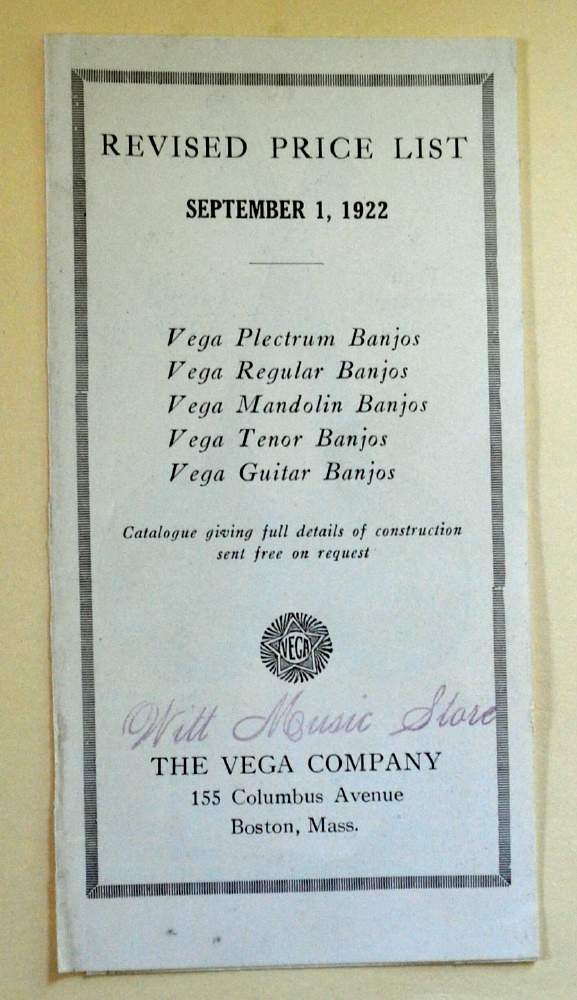 REVISED PRICE LIST
SEPTEMBER 1, 1922
Vega Plectrum Banjos
Vega Regular Banjos
Vega Mandolin Banjos
Vega Tenor Banjos
Vega Guitar Banjos
Catalogue giving full details of construction
sent free on request
VEGA
Witt Music Store
THE VEGA COMPANY
155 Columbus Avenue
Boston, Mass.